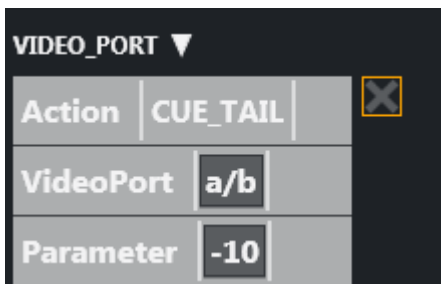 VIDEO_PORT ▼
Action CUE_TAIL
VideoPort a/b
Parameter -10